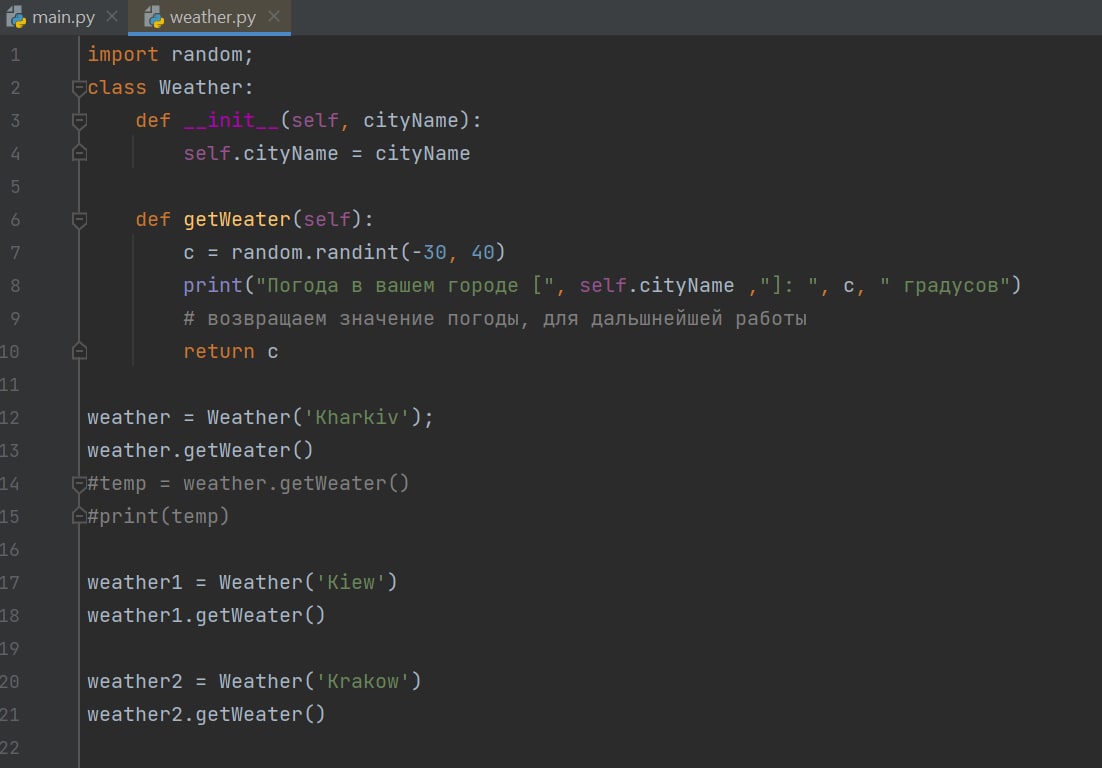 main.py weather.py
1 import random;
2 class Weather:
3     def __init__(self, cityName):
4         self.cityName = cityName
5
6     def getWeater(self):
7         c = random.randint(-30, 40)
8         print("Погода в вашем городе [", self.cityName ,"]: ", c, " градусов")
9         # возвращаем значение погоды, для дальшнейшей работы
10         return c
11
12 weather = Weather('Kharkiv');
13 weather.getWeater()
14 #temp = weather.getWeater()
15 #print(temp)
16
17 weather1 = Weather('Kiew')
18 weather1.getWeater()
19
20 weather2 = Weather('Krakow')
21 weather2.getWeater()
22